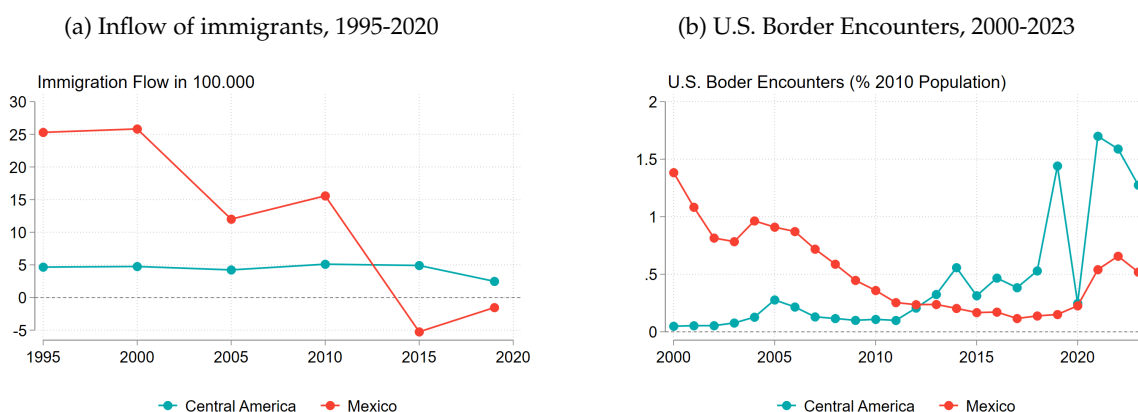 (a) Inflow of immigrants, 1995-2020
Immigration Flow in 100.000
30
25
20
15
10
5
0
-5
1995 2000 2005 2010 2015 2020
Central America Mexico
(b) U.S. Border Encounters, 2000-2023
U.S. Boder Encounters (% 2010 Population)
2
1.5
1
.5
0
2000 2005 2010 2015 2020
Central America Mexico